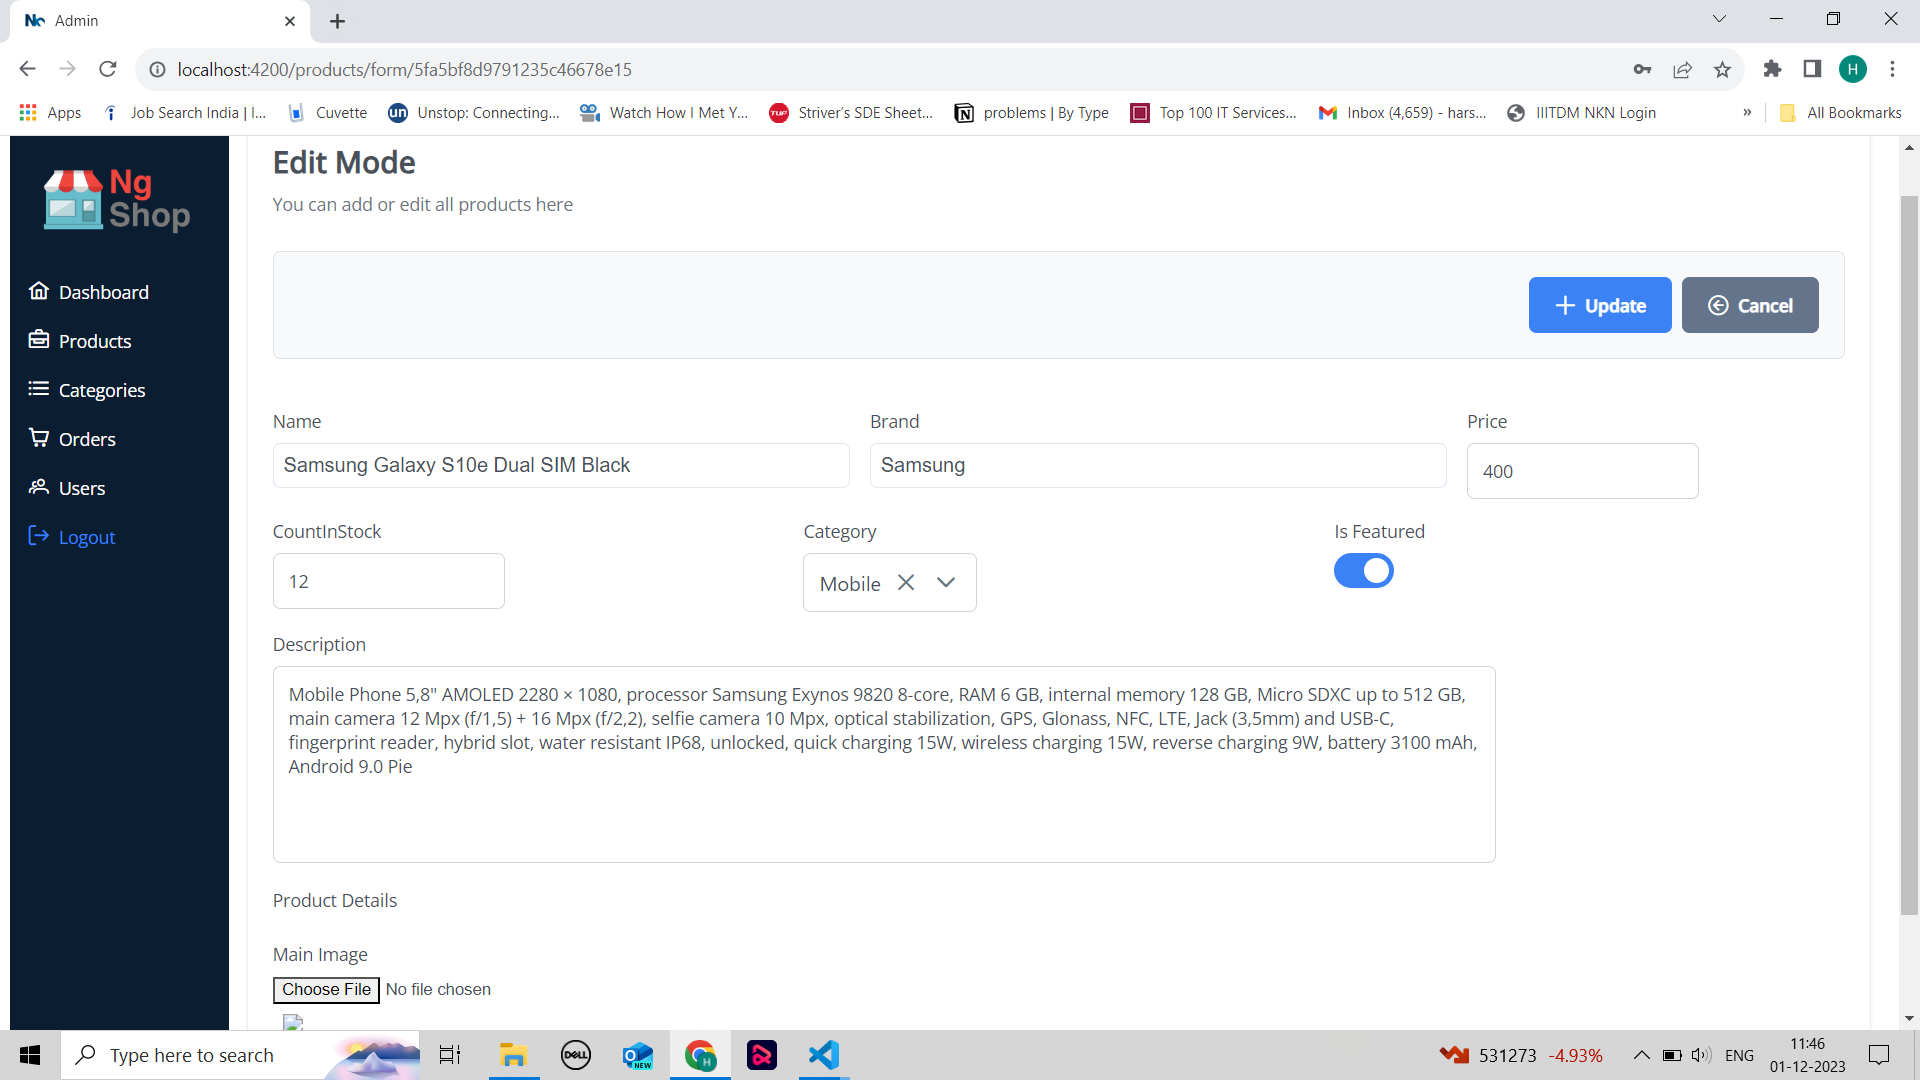 Admin
localhost:4200/products/form/5fa5bf8d9791235c46678e15
H
Apps
Job Search India | I...
Cuvette
un
Unstop: Connecting...
Watch How I Met Y...
TUF
Striver's SDE Sheet...
problems | By Type
Top 100 IT Services...
Inbox (4,659) - hars...
IIITDM NKN Login
»
All Bookmarks
Ng
Shop
Dashboard
Products
Categories
Orders
Users
Logout
Edit Mode
You can add or edit all products here
Update
Cancel
Name
Brand
Price
Samsung Galaxy S10e Dual SIM Black
Samsung
400
CountInStock
Category
Is Featured
12
Mobile
Description
Mobile Phone 5,8" AMOLED 2280 × 1080, processor Samsung Exynos 9820 8-core, RAM 6 GB, internal memory 128 GB, Micro SDXC up to 512 GB,
main camera 12 Mpx (f/1,5) + 16 Mpx (f/2,2), selfie camera 10 Mpx, optical stabilization, GPS, Glonass, NFC, LTE, Jack (3,5mm) and USB-C,
fingerprint reader, hybrid slot, water resistant IP68, unlocked, quick charging 15W, wireless charging 15W, reverse charging 9W, battery 3100 mAh,
Android 9.0 Pie
Product Details
Main Image
Choose File No file chosen
Type here to search
DELL
NEW
H
531273 -4.93%
ENG
11:46
01-12-2023